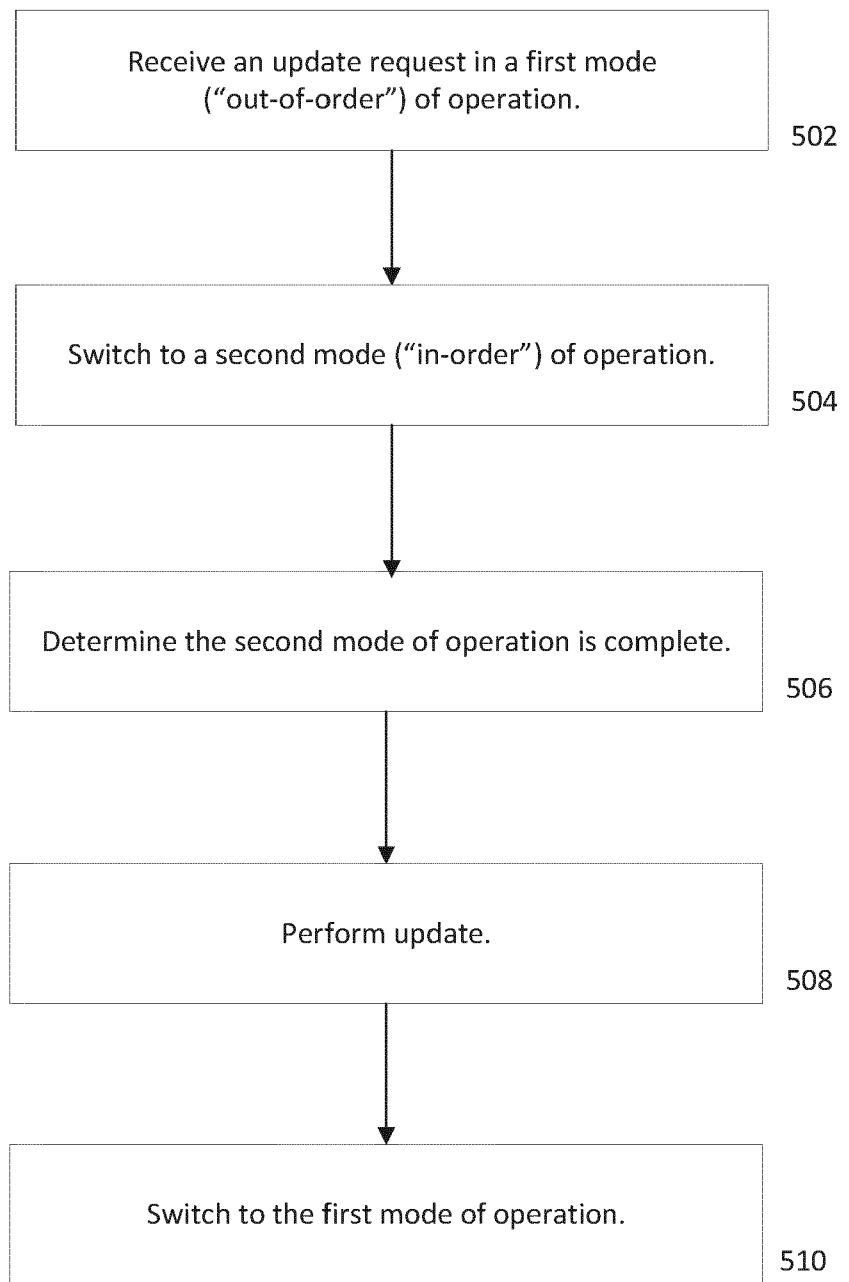 Receive an update request in a first mode
(“out-of-order”) of operation.
502
Switch to a second mode (“in-order”) of operation.
504
Determine the second mode of operation is complete.
506
Perform update.
508
Switch to the first mode of operation.
510